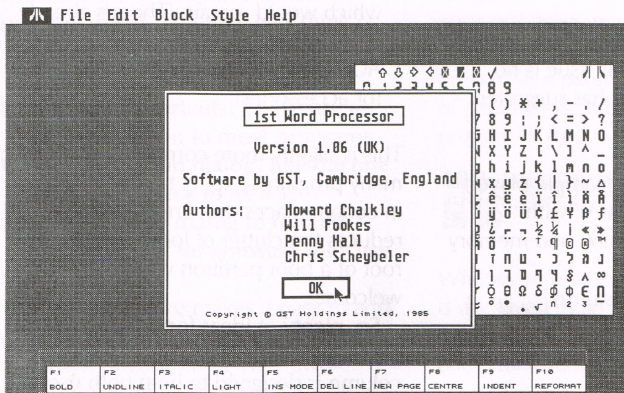 File Edit Block Style Help
1st Word Processor
Version 1.06 (UK)
Software by GST, Cambridge, England
Authors: Howard Chalkley
Will Fookes
Penny Hall
Chris Scheybeler
OK
Copyright © GST Holdings Limited, 1985
8 9
( ) * + , - . /
7 8 9 : ; < = > ?
G H I J K L M N O
W X Y Z [ \ ] ^ _
g h i j k l m n o
w x y z { | } ~ Δ
F1 F2 F3 F4 F5 F6 F7 F8 F9 F10
BOLD UNDLINE ITALIC LIGHT INS MODE DEL LINE NEW PAGE CENTRE INDENT REFORMAT